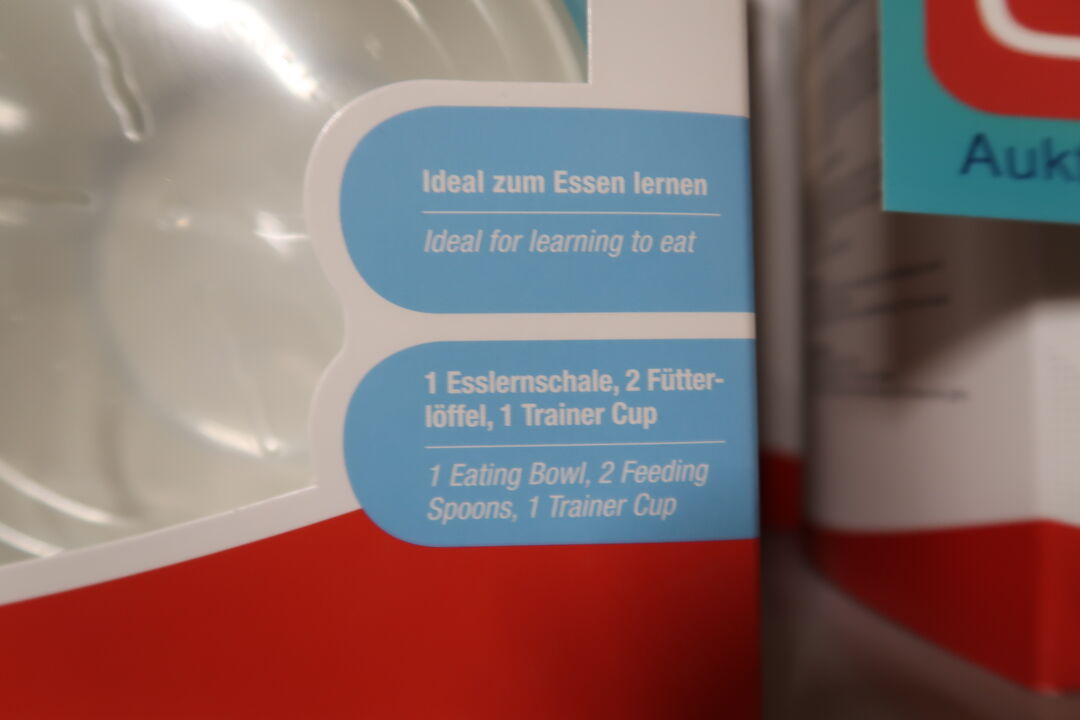 Ideal zum Essen lernen
Ideal for learning to eat
1 Esslernschale, 2 Fütter-
löffel, 1 Trainer Cup
1 Eating Bowl, 2 Feeding
Spoons, 1 Trainer Cup